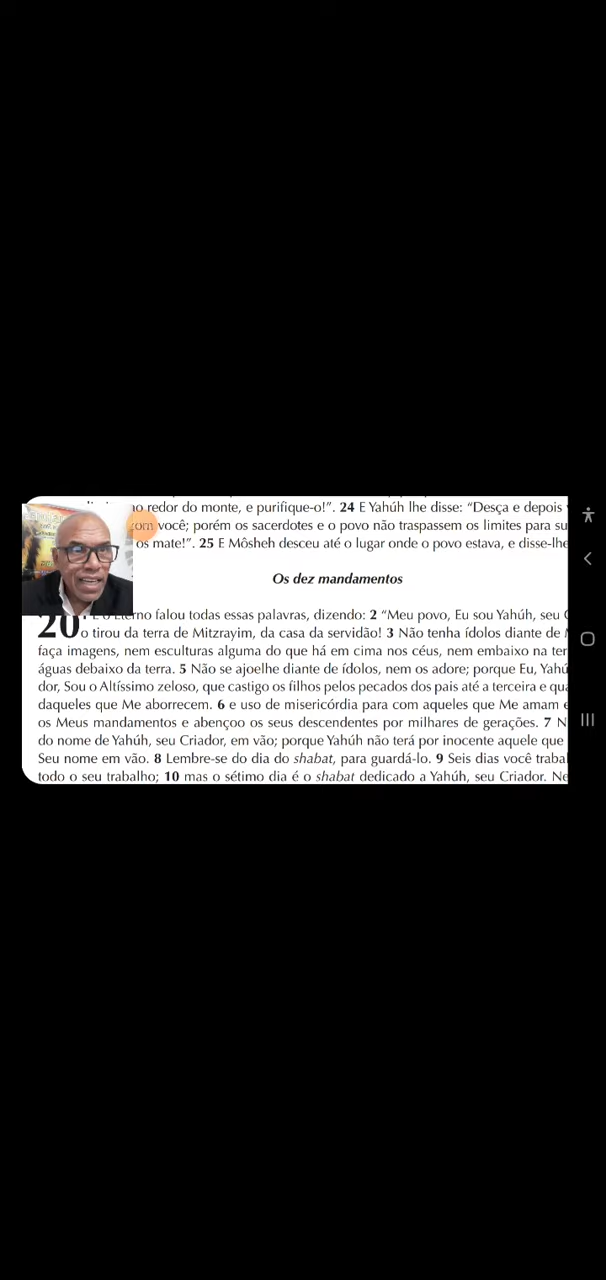 ao redor do monte, e purifique-o!”. 24 E Yahúh lhe disse: “Desça e depois
com você; porém os sacerdotes e o povo não traspassem os limites para su
os mate!”. 25 E Môsheh desceu até o lugar onde o povo estava, e disse-lhe
Os dez mandamentos
20. E o Eterno falou todas essas palavras, dizendo: 2 “Meu povo, Eu sou Yahúh, seu C
o tirou da terra de Mitzrayim, da casa da servidão! 3 Não tenha ídolos diante de M
faça imagens, nem esculturas alguma do que há em cima nos céus, nem embaixo na ter
águas debaixo da terra. 5 Não se ajoelhe diante de ídolos, nem os adore; porque Eu, Yahú
dor, Sou o Altíssimo zeloso, que castigo os filhos pelos pecados dos pais até a terceira e qua
daqueles que Me aborrecem. 6 e uso de misericórdia para com aqueles que Me amam e
os Meus mandamentos e abençoo os seus descendentes por milhares de gerações. 7 N
do nome de Yahúh, seu Criador, em vão; porque Yahúh não terá por inocente aquele que
Seu nome em vão. 8 Lembre-se do dia do shabat, para guardá-lo. 9 Seis dias você trabal
todo o seu trabalho; 10 mas o sétimo dia é o shabat dedicado a Yahúh, seu Criador. Ne